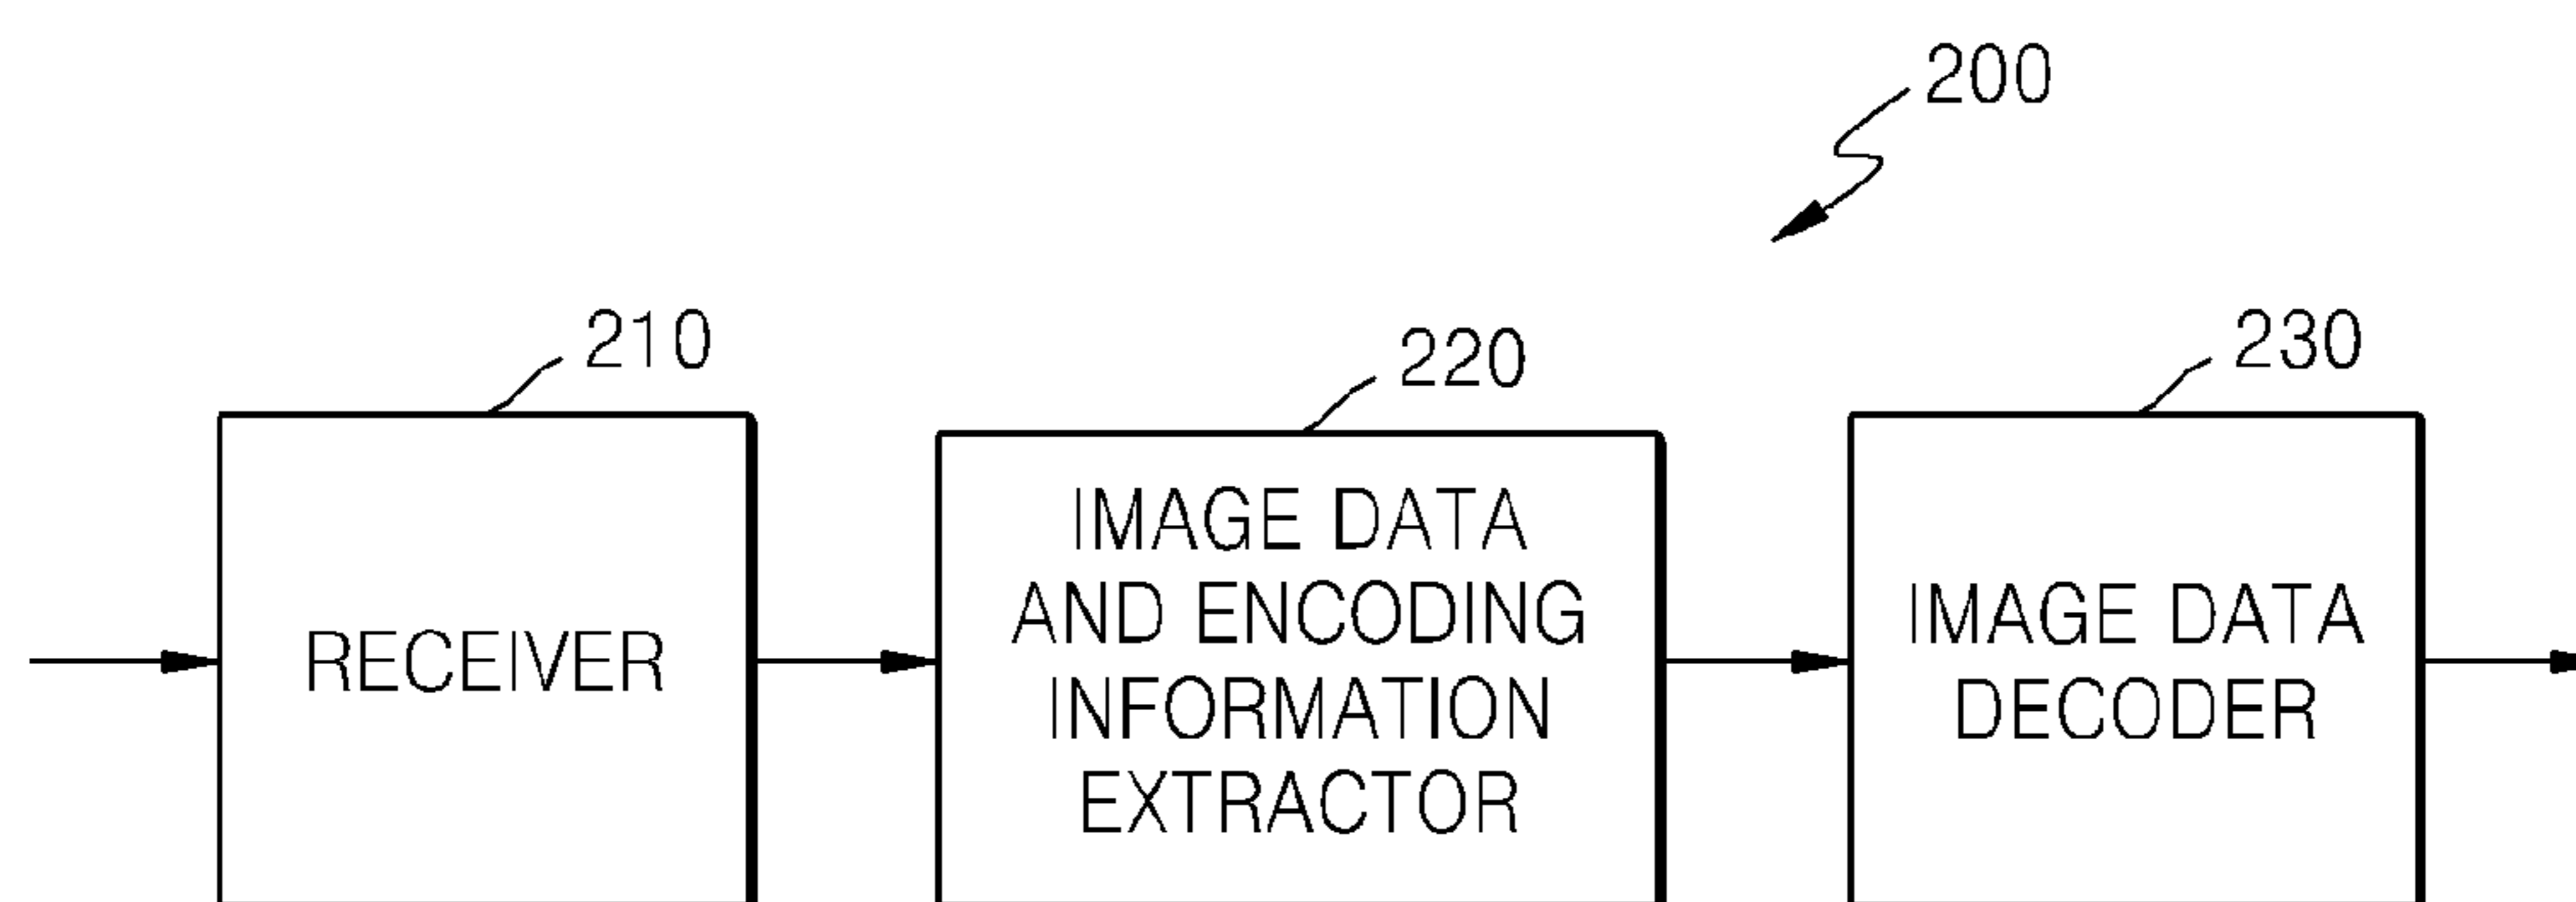 200
210
220
230
RECEIVER
IMAGE DATA
AND ENCODING
INFORMATION
EXTRACTOR
IMAGE DATA
DECODER